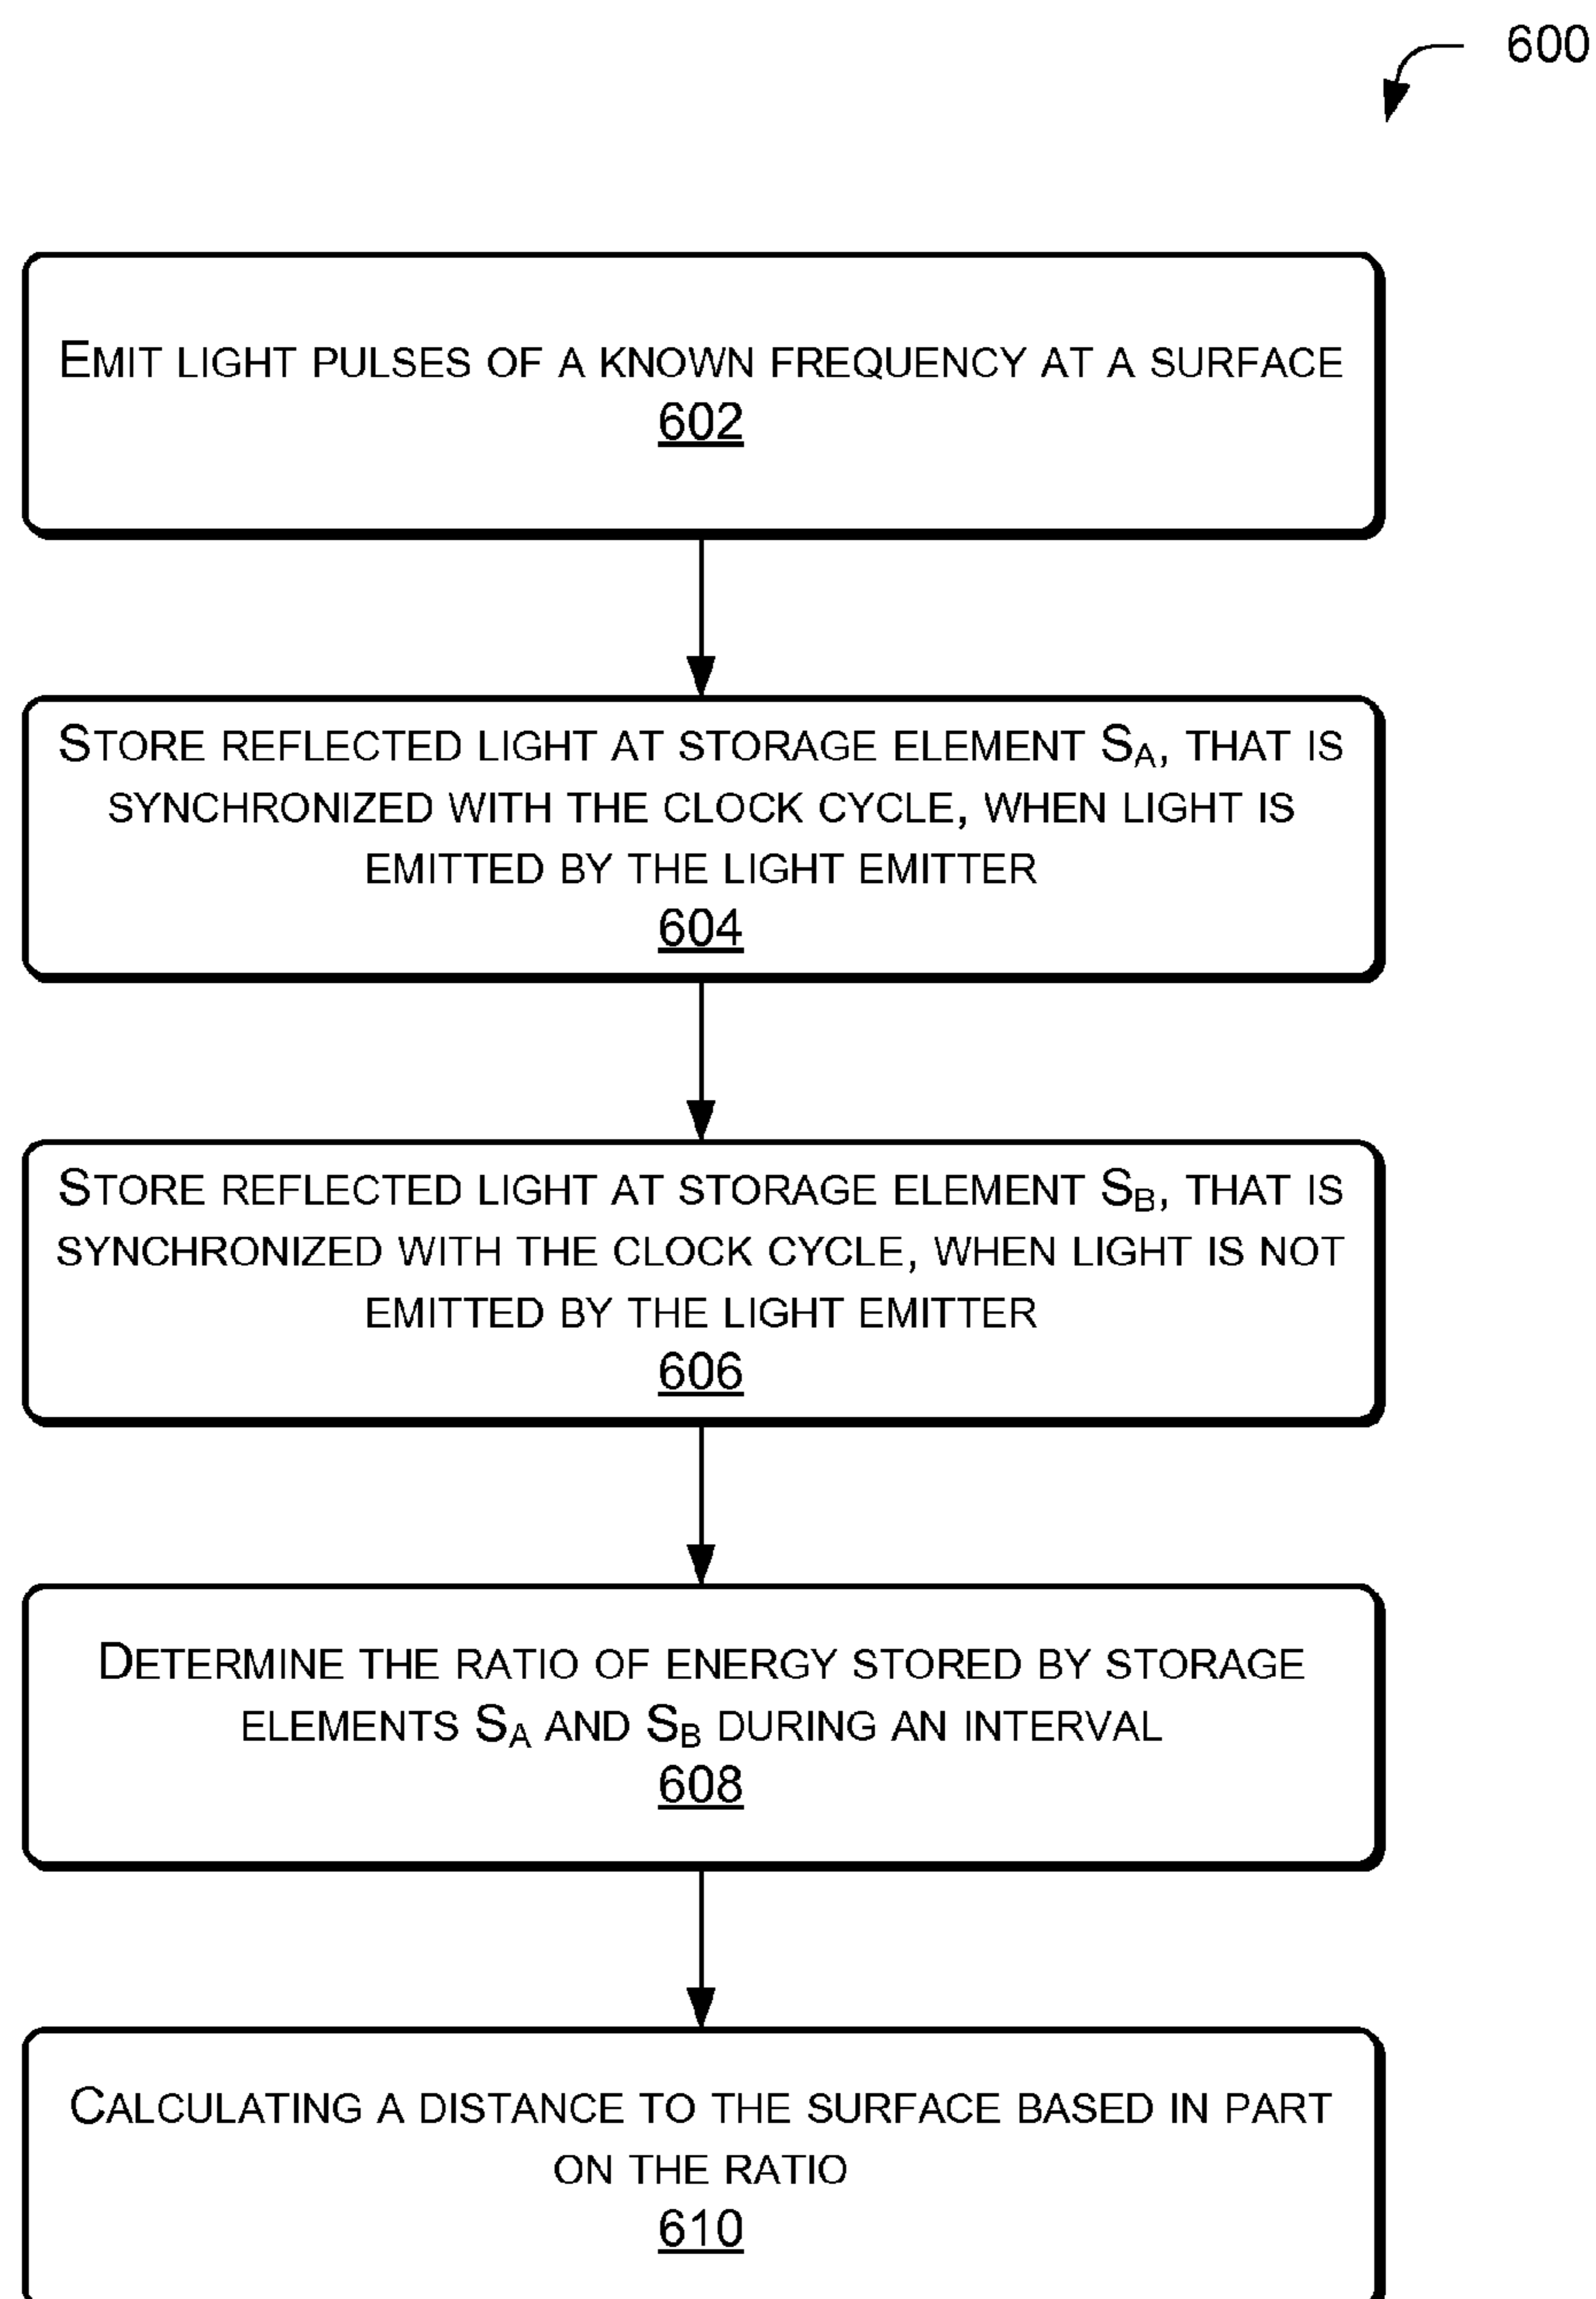 600
EMIT LIGHT PULSES OF A KNOWN FREQUENCY AT A SURFACE
602
STORE REFLECTED LIGHT AT STORAGE ELEMENT SA, THAT IS
SYNCHRONIZED WITH THE CLOCK CYCLE, WHEN LIGHT IS
EMITTED BY THE LIGHT EMITTER
604
STORE REFLECTED LIGHT AT STORAGE ELEMENT SB, THAT IS
SYNCHRONIZED WITH THE CLOCK CYCLE, WHEN LIGHT IS NOT
EMITTED BY THE LIGHT EMITTER
606
DETERMINE THE RATIO OF ENERGY STORED BY STORAGE
ELEMENTS SA AND SB DURING AN INTERVAL
608
CALCULATING A DISTANCE TO THE SURFACE BASED IN PART
ON THE RATIO
610